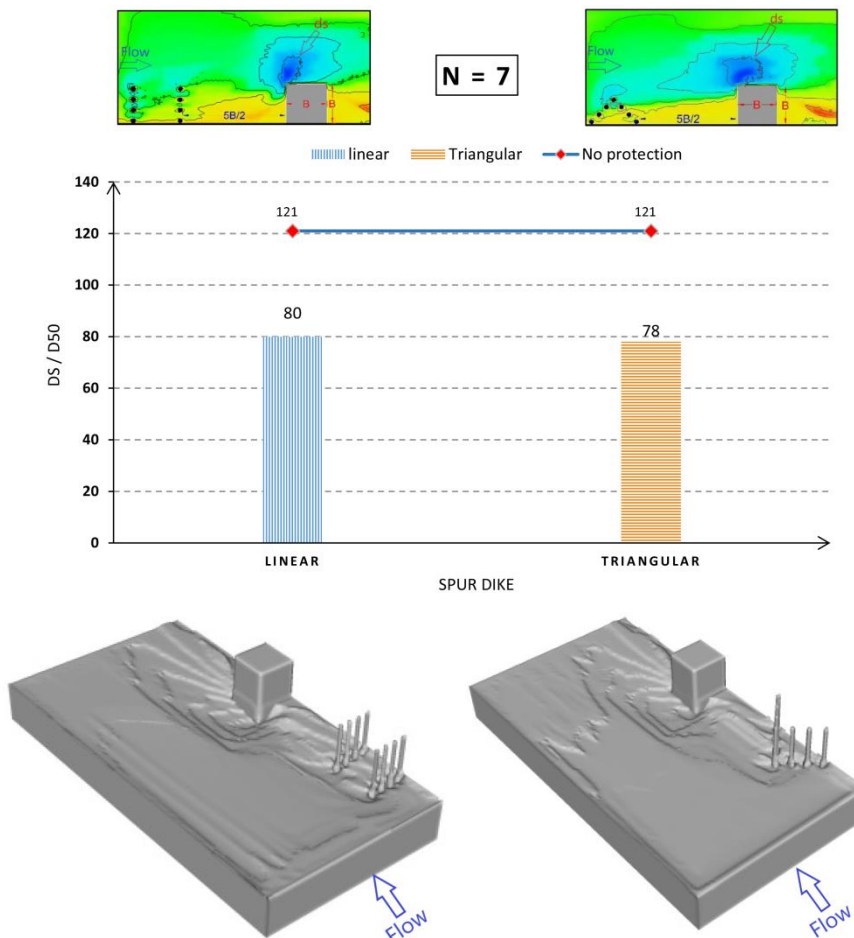 ds
Flow
B
B
5B/2
N = 7
ds
Flow
B
B
5B/2
linear
Triangular
No protection
140
120
100
80
60
40
20
0
DS / D50
121
121
80
78
LINEAR
TRIANGULAR
SPUR DIKE
Flow
Flow